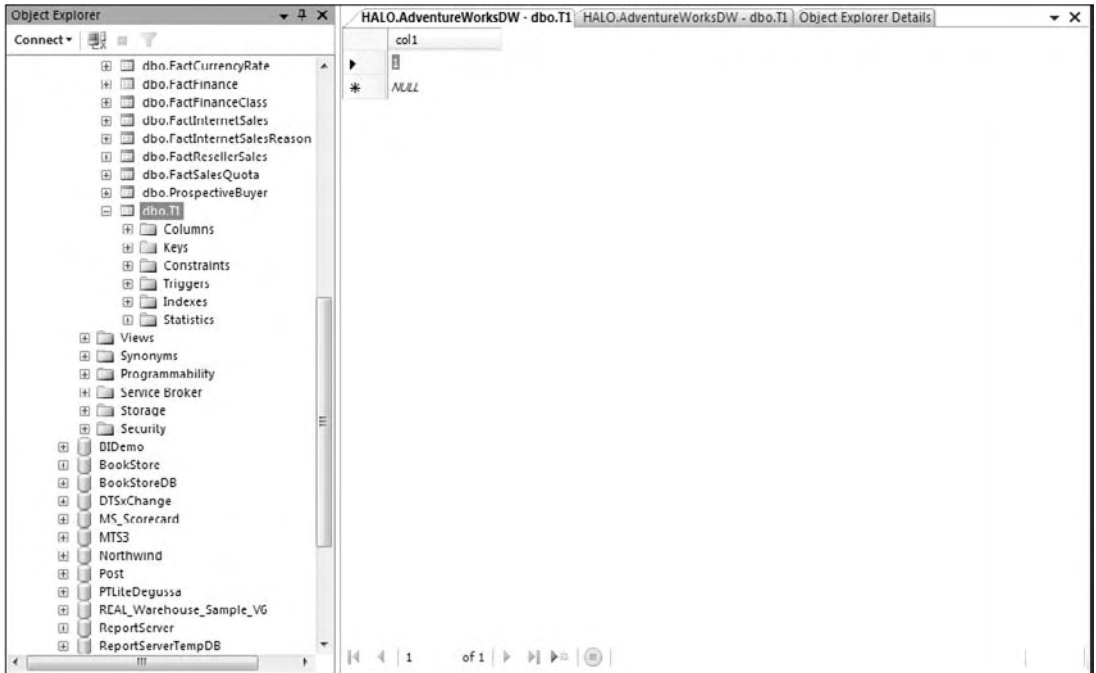 Object Explorer
Connect
dbo.FactCurrencyRate
dbo.FactFinance
dbo.FactFinanceClass
dbo.FactInternetSales
dbo.FactInternetSalesReason
dbo.FactResellerSales
dbo.FactSalesQuota
dbo.ProspectiveBuyer
dbo.T1
Columns
Keys
Constraints
Triggers
Indexes
Statistics
Views
Synonyms
Programmability
Service Broker
Storage
Security
BIDemo
BookStore
BookStoreDB
DTSxChange
MS_Scorecard
MTS3
Northwind
Post
PTLiteDegussa
REAL_Warehouse_Sample_V6
ReportServer
ReportServerTempDB
HALO.AdventureWorksDW - dbo.T1 HALO.AdventureWorksDW - dbo.T1 Object Explorer Details
col1
1
NULL
1 of 1